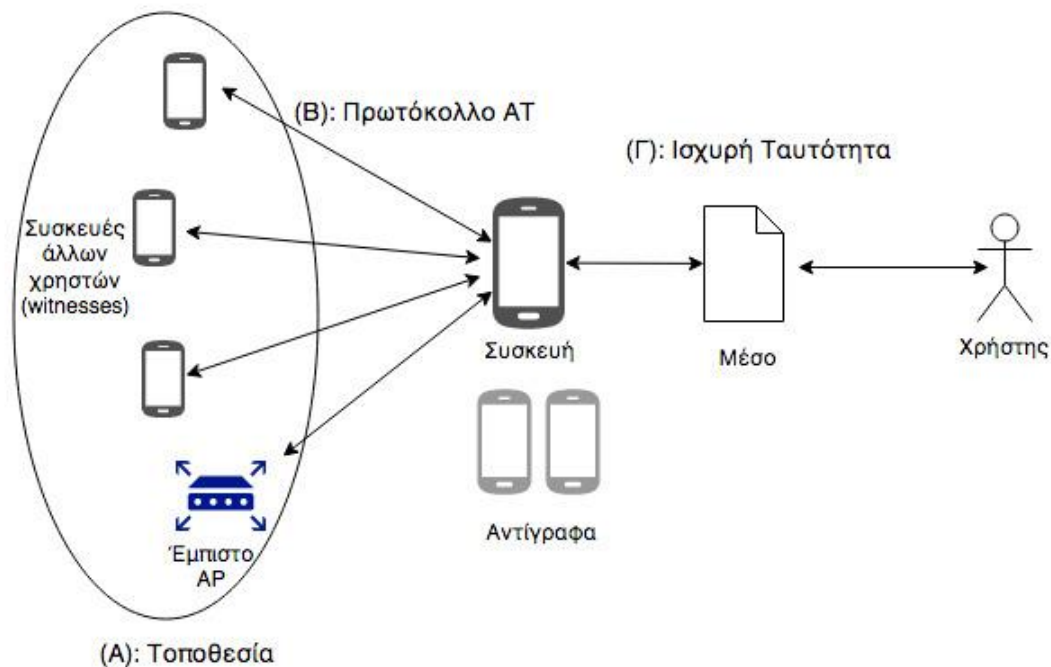 (Β): Πρωτόκολλο ΑΤ
(Γ): Ισχυρή Ταυτότητα
Συσκευές
άλλων
χρηστών
(witnesses)
Συσκευή
Μέσο
Χρήστης
Αντίγραφα
Έμπιστο
AP
(Α): Τοποθεσία